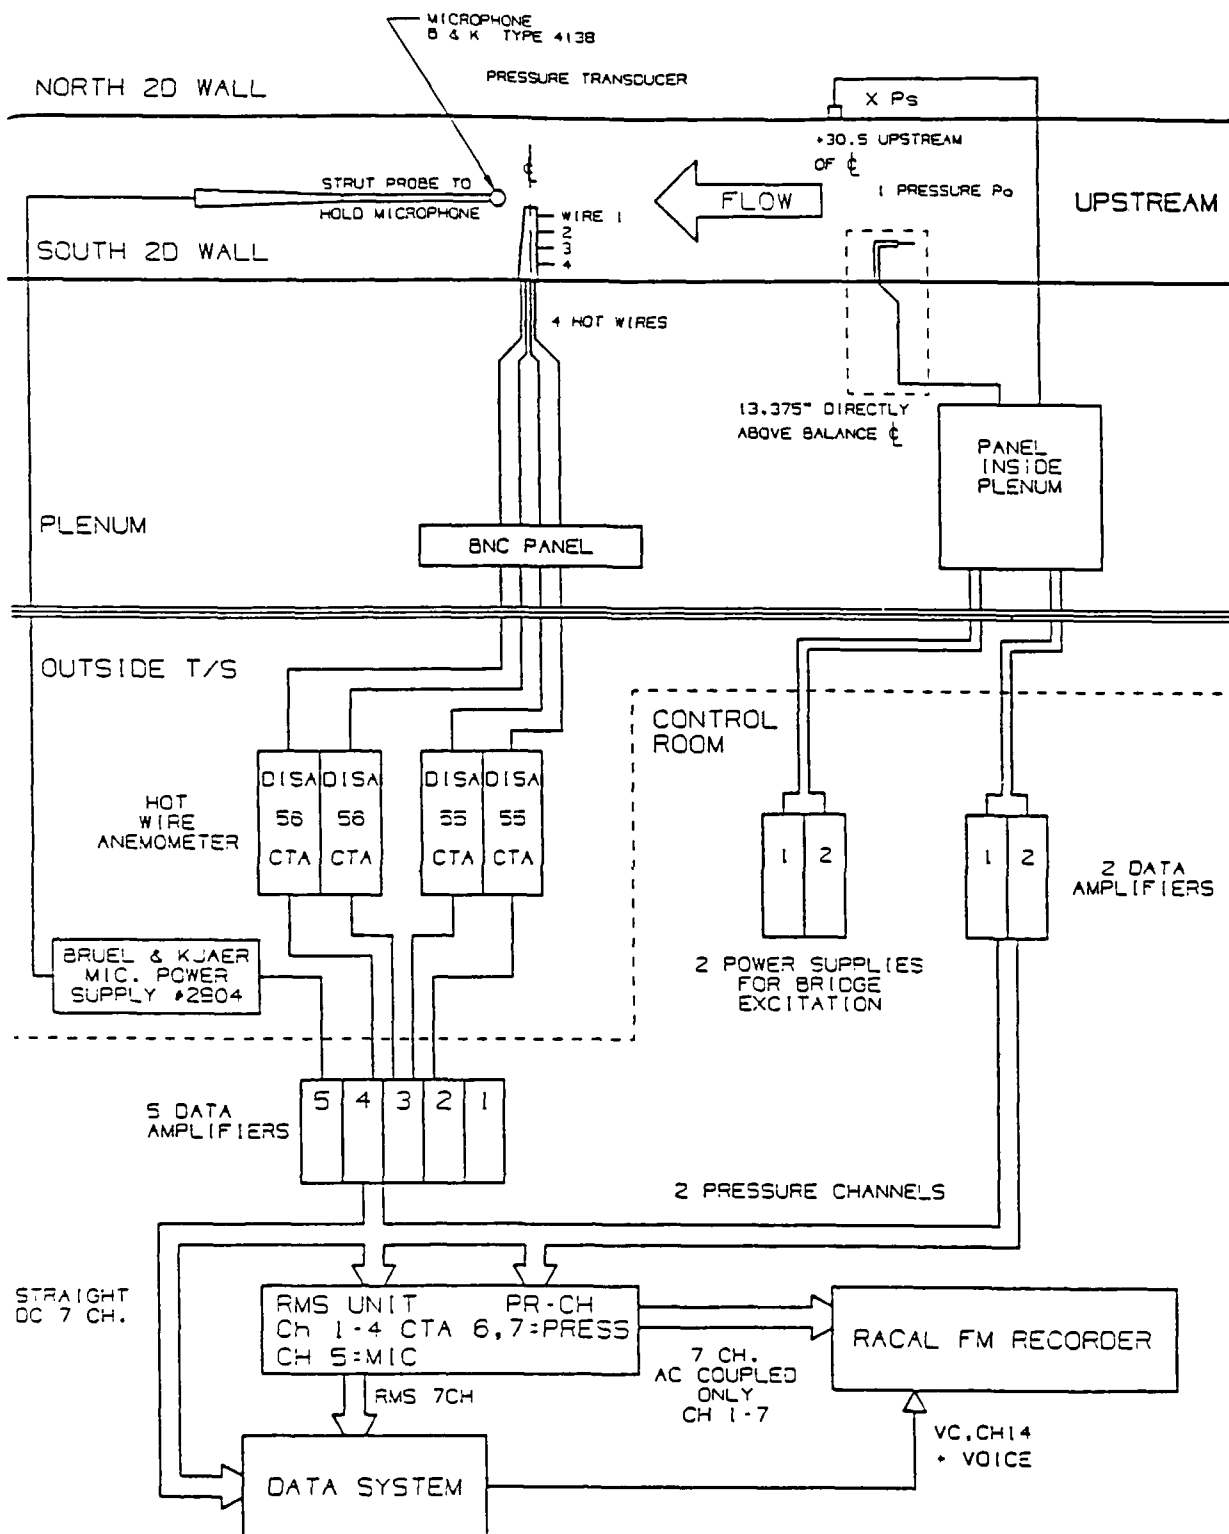 MICROPHONE
B & K TYPE 4138
PRESSURE TRANSDUCER
NORTH 2D WALL
X Ps
+30.5 UPSTREAM
OF ℄
℄
1 PRESSURE Po
STRUT PROBE TO
HOLD MICROPHONE
FLOW
UPSTREAM
WIRE 1
2
3
4
SOUTH 2D WALL
4 HOT WIRES
13.375" DIRECTLY
ABOVE BALANCE ℄
PANEL
INSIDE
PLENUM
PLENUM
BNC PANEL
OUTSIDE T/S
CONTROL
ROOM
HOT
WIRE
ANEMOMETER
DISA
56
CTA
DISA
56
CTA
DISA
55
CTA
DISA
55
CTA
1 2
1 2
2 DATA
AMPLIFIERS
BRUEL & KJAER
MIC. POWER
SUPPLY #2804
2 POWER SUPPLIES
FOR BRIDGE
EXCITATION
5 DATA
AMPLIFIERS
5 4 3 2 1
2 PRESSURE CHANNELS
STRAIGHT
DC 7 CH.
RMS UNIT PR-CH
Ch 1-4 CTA 6,7=PRESS
CH 5=MIC
7 CH.
AC COUPLED
ONLY
CH 1-7
RACAL FM RECORDER
RMS 7CH
VC,CH14
+ VOICE
DATA SYSTEM